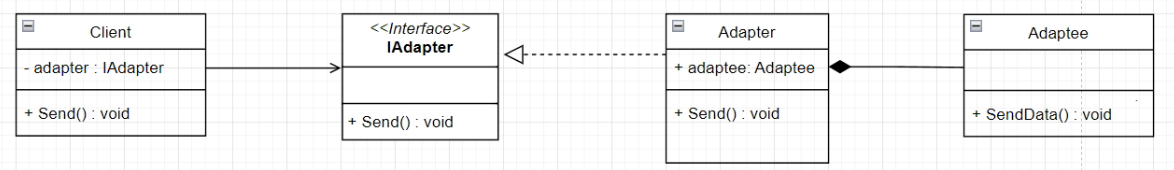 Client
- adapter : IAdapter
+ Send() : void
<<Interface>>
IAdapter
+ Send() : void
Adapter
+ adaptee: Adaptee
+ Send() : void
Adaptee
+ SendData() : void